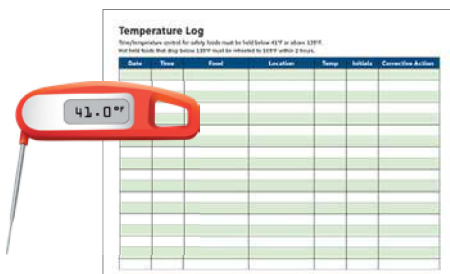 Temperature Log
Time/temperature control for safety foods must be held below 41°F or above 135°F.
Hot held foods that drop below 135°F must be reheated to 165°F within 2 hours.
Date Time Food Location Temp Initials Corrective Action
41.0°F